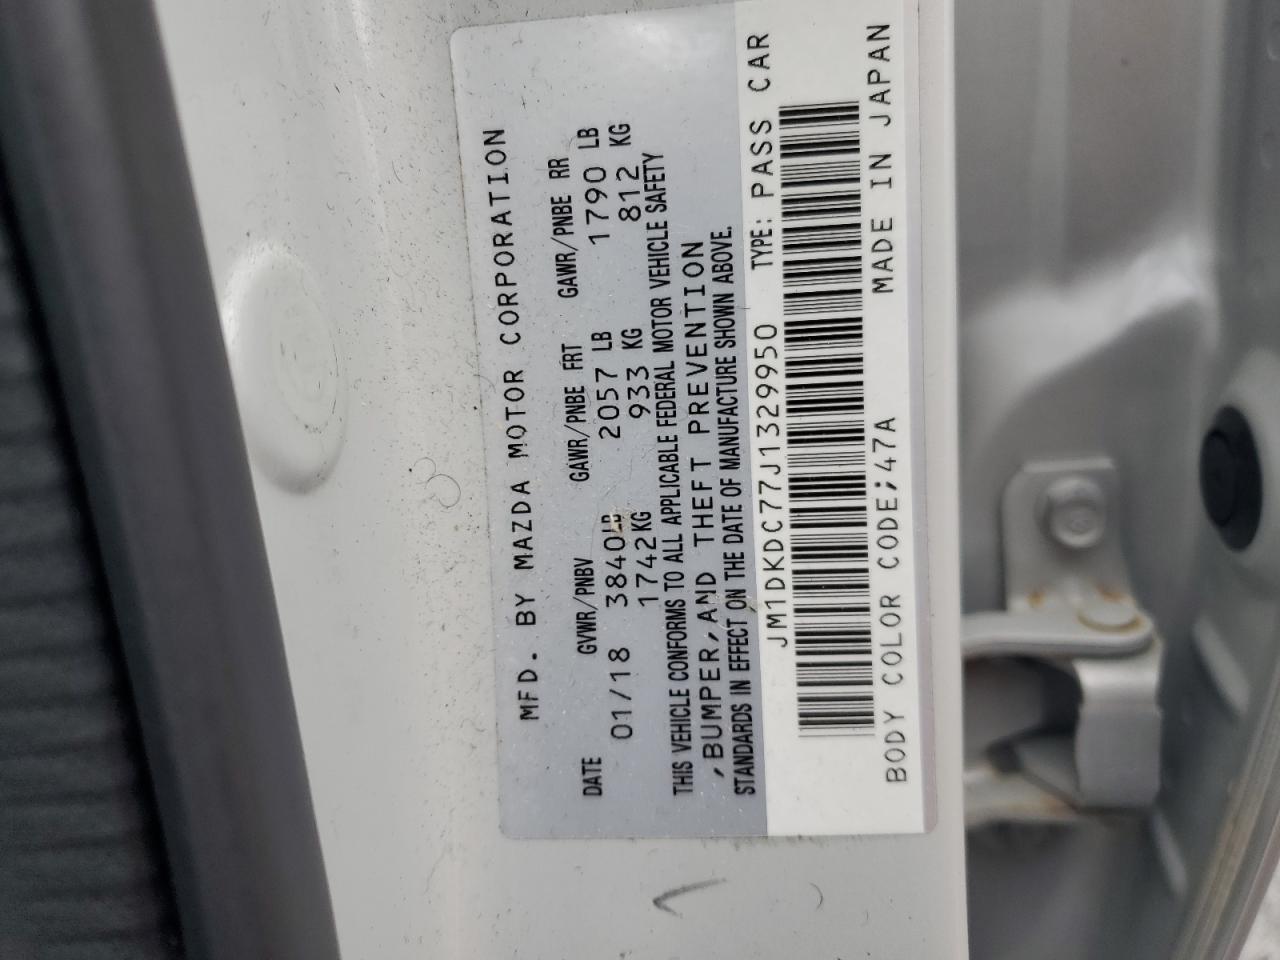 MFD. BY MAZDA MOTOR CORPORATION
DATE GVWR/PNBV GAWR/PNBE FRT GAWR/PNBE RR
01/18 3840LB 2057 LB 1790 LB
1742KG 933 KG 812 KG
THIS VEHICLE CONFORMS TO ALL APPLICABLE FEDERAL MOTOR VEHICLE SAFETY
,BUMPER,AND THEFT PREVENTION
STANDARDS IN EFFECT ON THE DATE OF MANUFACTURE SHOWN ABOVE.
JM1DKDC77J1329950 TYPE: PASS CAR
BODY COLOR CODE;47A MADE IN JAPAN